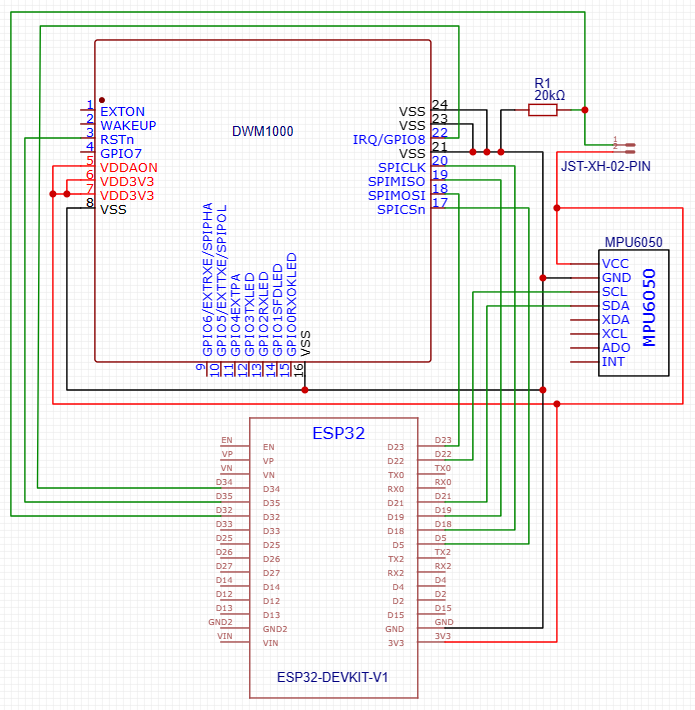 R1
20kΩ
1
2
JST-XH-02-PIN
DWM1000
1 EXTON
2 WAKEUP
3 RSTn
4 GPIO7
5 VDDAON
6 VDD3V3
7 VDD3V3
8 VSS
VSS 24
VSS 23
IRQ/GPIO8 22
VSS 21
SPICLK 20
SPIMISO 19
SPIMOSI 18
SPICSn 17
9 GPIO6/EXTRXE/SPIPHA
10 GPIO5/EXTTXE/SPIPOL
11 GPIO4EXTPA
12 GPIO3TXLED
13 GPIO2RXLED
14 GPIO1SFDLED
15 GPIO0RXOKLED
16 VSS
MPU6050
VCC
GND
SCL
SDA
XDA
XCL
ADO
INT
MPU6050
ESP32
EN EN
VP VP
VN VN
D34 D34
D35 D35
D32 D32
D33 D33
D25 D25
D26 D26
D27 D27
D14 D14
D12 D12
D13 D13
GND2 GND2
VIN VIN
D23 D23
D22 D22
TX0 TX0
RX0 RX0
D21 D21
D19 D19
D18 D18
D5 D5
TX2 TX2
RX2 RX2
D4 D4
D2 D2
D15 D15
GND GND
3V3 3V3
ESP32-DEVKIT-V1